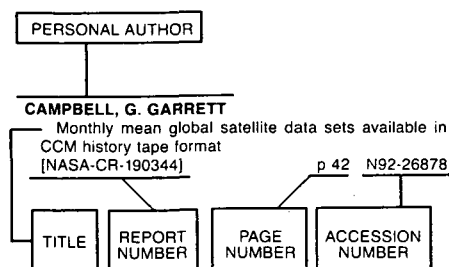 PERSONAL AUTHOR
CAMPBELL, G. GARRETT
Monthly mean global satellite data sets available in
CCM history tape format
[NASA-CR-190344] p 42 N92-26878
TITLE
REPORT NUMBER
PAGE NUMBER
ACCESSION NUMBER